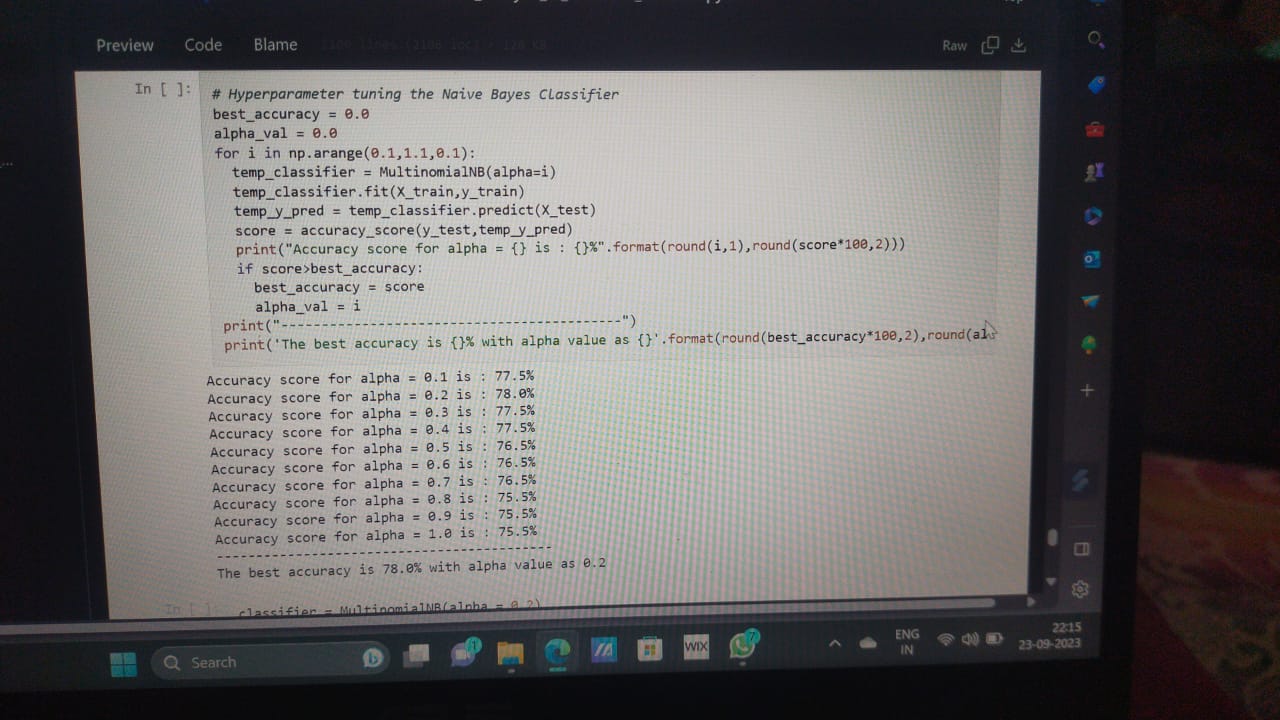 Preview Code Blame
Raw
In [ ]:
# Hyperparameter tuning the Naive Bayes Classifier
best_accuracy = 0.0
alpha_val = 0.0
for i in np.arange(0.1,1.1,0.1):
  temp_classifier = MultinomialNB(alpha=i)
  temp_classifier.fit(X_train,y_train)
  temp_y_pred = temp_classifier.predict(X_test)
  score = accuracy_score(y_test,temp_y_pred)
  print("Accuracy score for alpha = {} is : {}%".format(round(i,1),round(score*100,2)))
  if score>best_accuracy:
    best_accuracy = score
    alpha_val = i
print("------------------------------------------")
print('The best accuracy is {}% with alpha value as {}'.format(round(best_accuracy*100,2),round(al
Accuracy score for alpha = 0.1 is : 77.5%
Accuracy score for alpha = 0.2 is : 78.0%
Accuracy score for alpha = 0.3 is : 77.5%
Accuracy score for alpha = 0.4 is : 77.5%
Accuracy score for alpha = 0.5 is : 76.5%
Accuracy score for alpha = 0.6 is : 76.5%
Accuracy score for alpha = 0.7 is : 76.5%
Accuracy score for alpha = 0.8 is : 75.5%
Accuracy score for alpha = 0.9 is : 75.5%
Accuracy score for alpha = 1.0 is : 75.5%
------------------------------------------
The best accuracy is 78.0% with alpha value as 0.2
In [ ]: classifier = MultinomialNB(alpha = 0.2)
Search
1
WIX
7
ENG
IN
22:15
23-09-2023